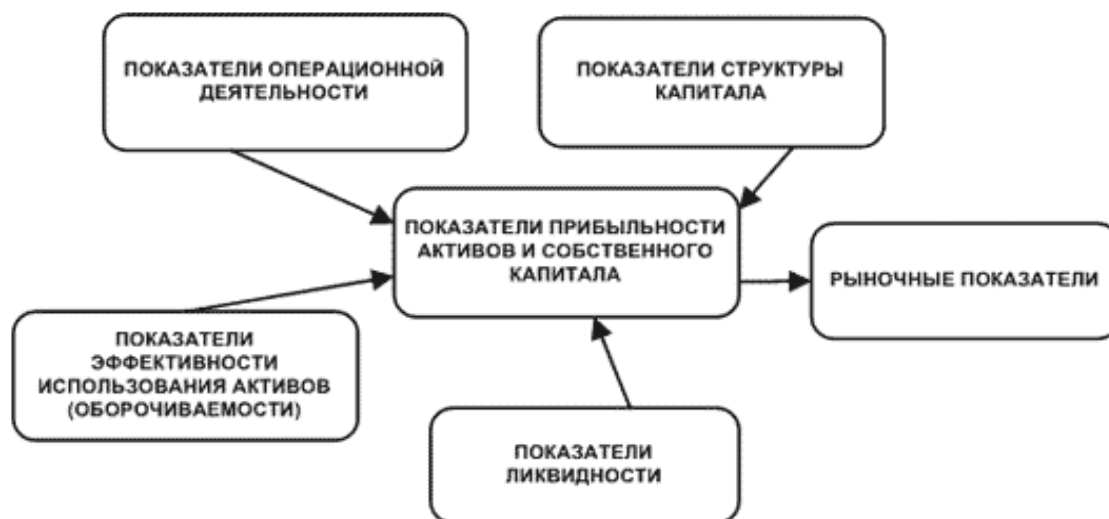 ПОКАЗАТЕЛИ ОПЕРАЦИОННОЙ
ДЕЯТЕЛЬНОСТИ
ПОКАЗАТЕЛИ СТРУКТУРЫ
КАПИТАЛА
ПОКАЗАТЕЛИ ПРИБЫЛЬНОСТИ
АКТИВОВ И СОБСТВЕННОГО
КАПИТАЛА
РЫНОЧНЫЕ ПОКАЗАТЕЛИ
ПОКАЗАТЕЛИ
ЭФФЕКТИВНОСТИ
ИСПОЛЬЗОВАНИЯ АКТИВОВ
(ОБОРОЧИВАЕМОСТИ)
ПОКАЗАТЕЛИ
ЛИКВИДНОСТИ